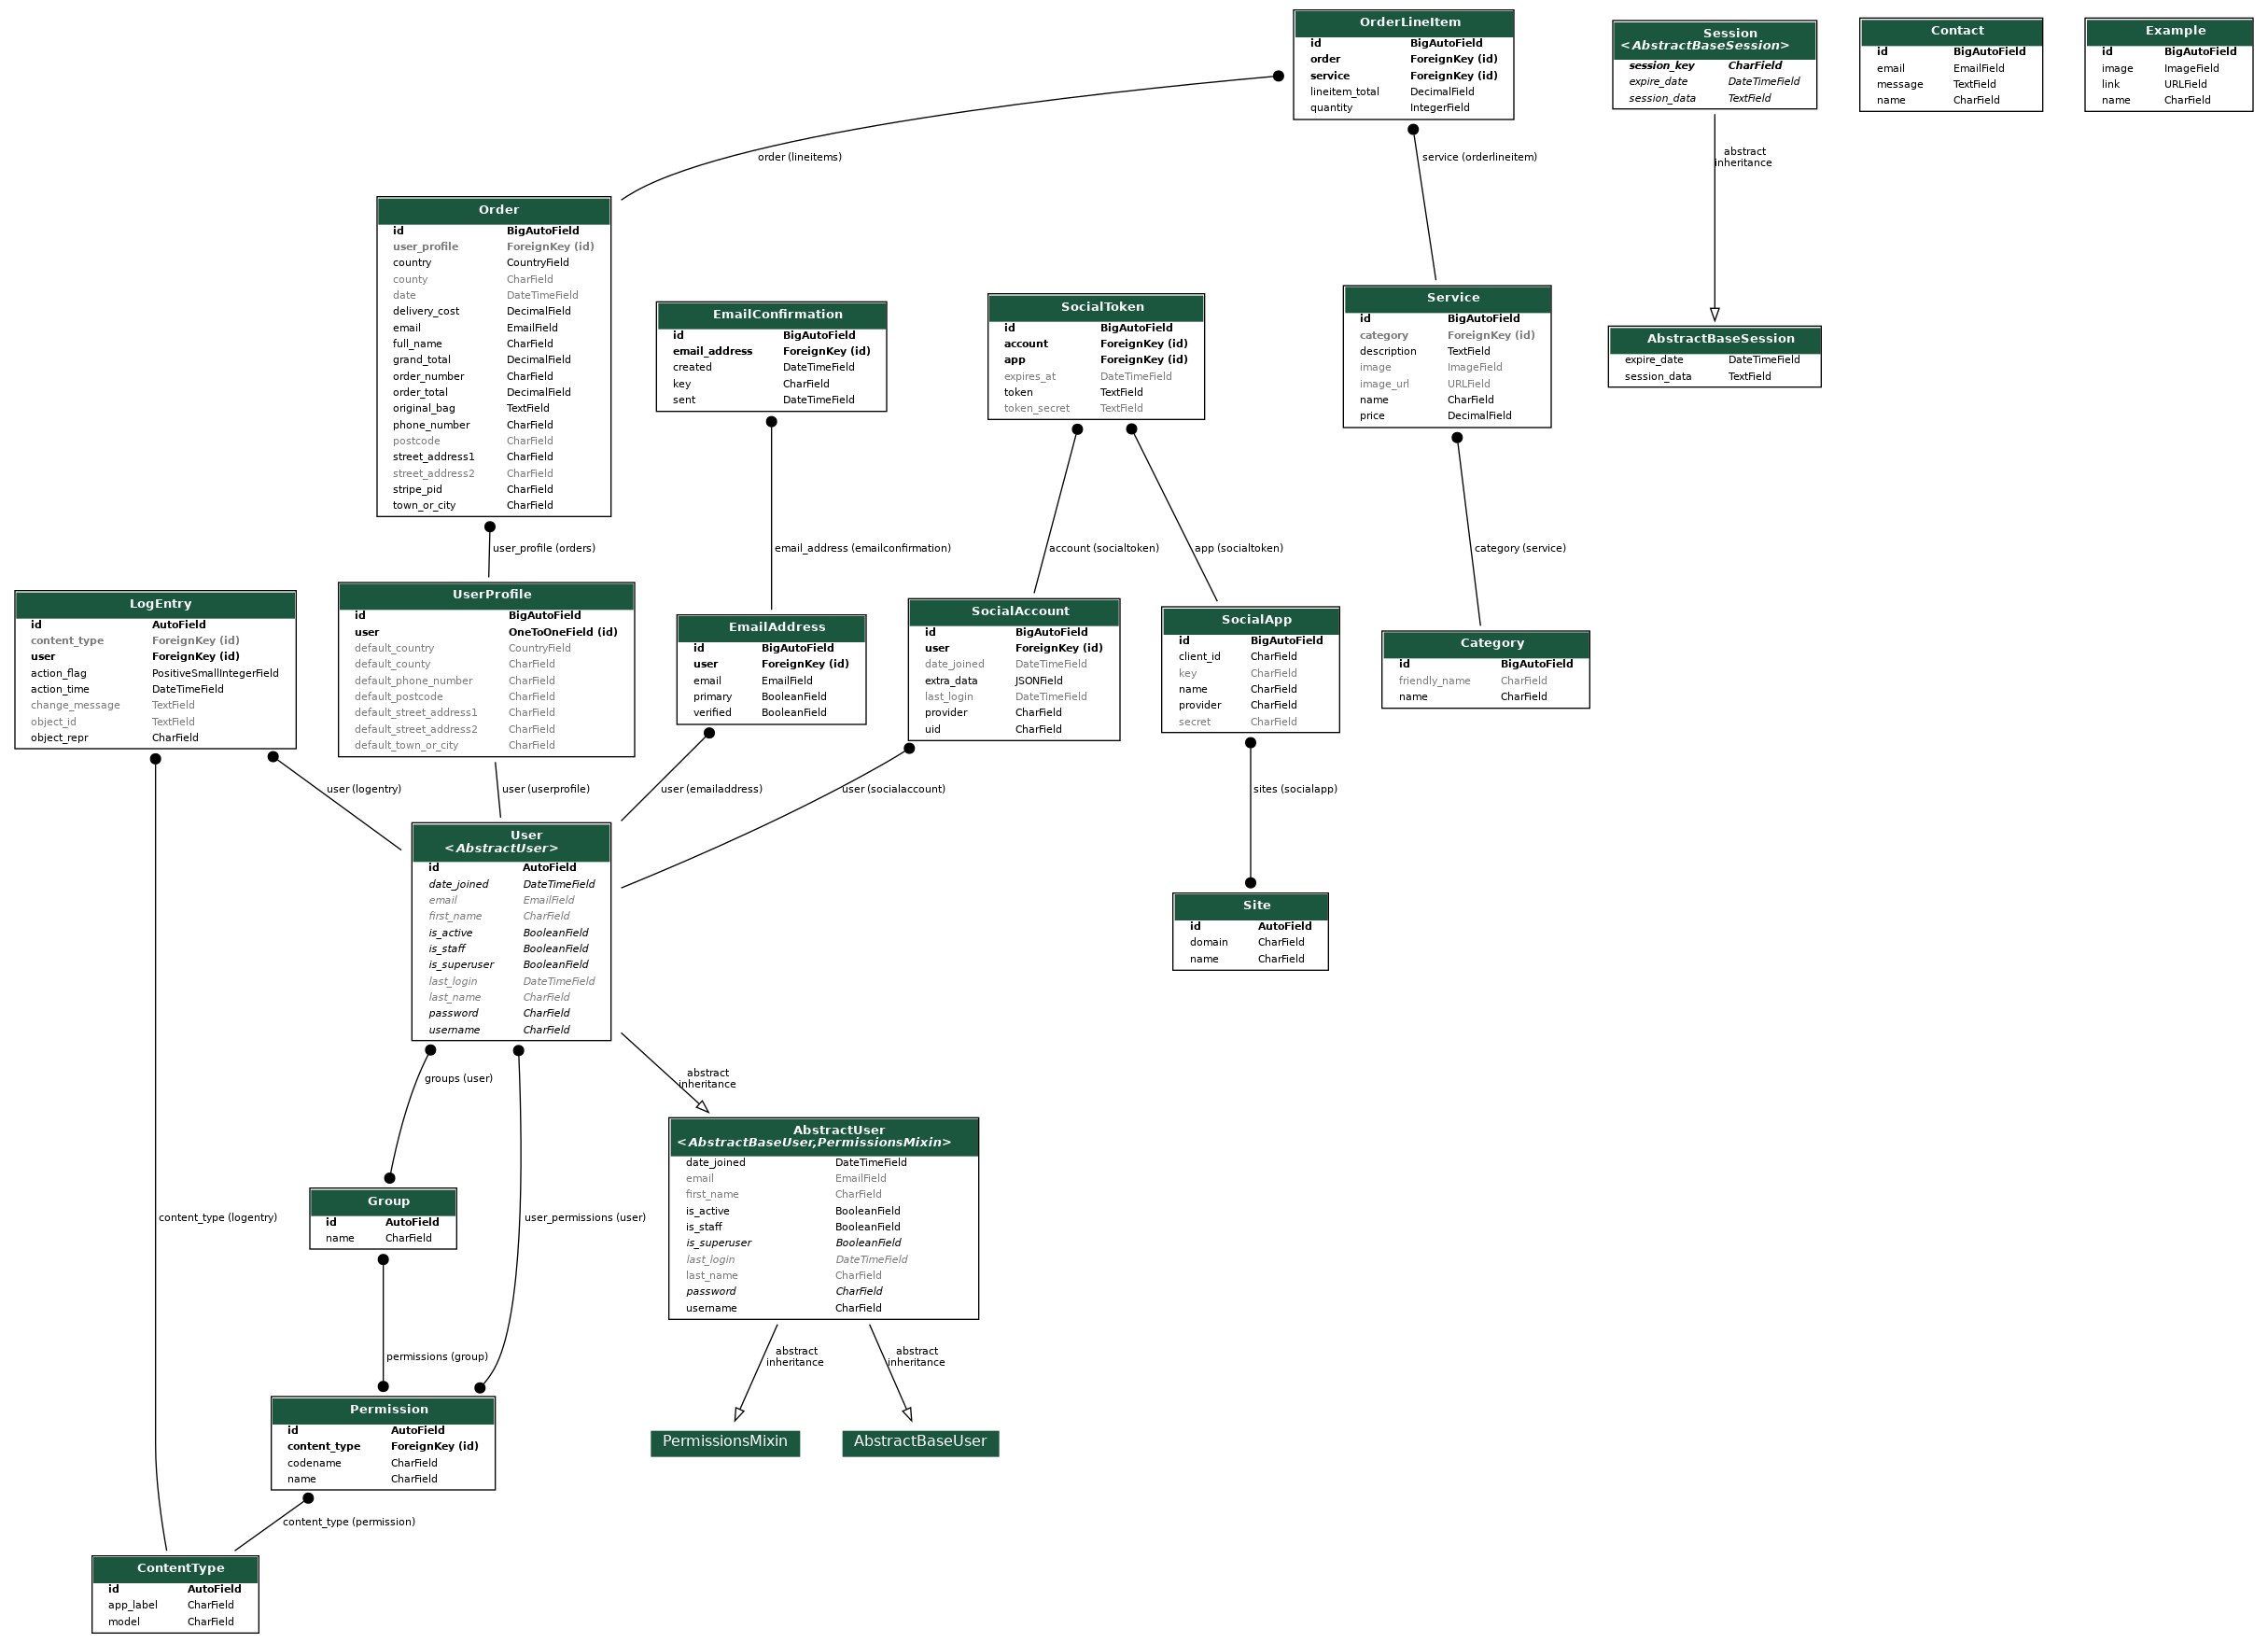 OrderLineItem
id BigAutoField
order ForeignKey (id)
service ForeignKey (id)
lineitem_total DecimalField
quantity IntegerField
Session
<AbstractBaseSession>
session_key CharField
expire_date DateTimeField
session_data TextField
Contact
id BigAutoField
email EmailField
message TextField
name CharField
Example
id BigAutoField
image ImageField
link URLField
name CharField
order (lineitems)
service (orderlineitem)
abstract
inheritance
Order
id BigAutoField
user_profile ForeignKey (id)
country CountryField
county CharField
date DateTimeField
delivery_cost DecimalField
email EmailField
full_name CharField
grand_total DecimalField
order_number CharField
order_total DecimalField
original_bag TextField
phone_number CharField
postcode CharField
street_address1 CharField
street_address2 CharField
stripe_pid CharField
town_or_city CharField
EmailConfirmation
id BigAutoField
email_address ForeignKey (id)
created DateTimeField
key CharField
sent DateTimeField
SocialToken
id BigAutoField
account ForeignKey (id)
app ForeignKey (id)
expires_at DateTimeField
token TextField
token_secret TextField
Service
id BigAutoField
category ForeignKey (id)
description TextField
image ImageField
image_url URLField
name CharField
price DecimalField
AbstractBaseSession
expire_date DateTimeField
session_data TextField
user_profile (orders)
email_address (emailconfirmation)
account (socialtoken)
app (socialtoken)
category (service)
LogEntry
id AutoField
content_type ForeignKey (id)
user ForeignKey (id)
action_flag PositiveSmallIntegerField
action_time DateTimeField
change_message TextField
object_id TextField
object_repr CharField
UserProfile
id BigAutoField
user OneToOneField (id)
default_country CountryField
default_county CharField
default_phone_number CharField
default_postcode CharField
default_street_address1 CharField
default_street_address2 CharField
default_town_or_city CharField
EmailAddress
id BigAutoField
user ForeignKey (id)
email EmailField
primary BooleanField
verified BooleanField
SocialAccount
id BigAutoField
user ForeignKey (id)
date_joined DateTimeField
extra_data JSONField
last_login DateTimeField
provider CharField
uid CharField
SocialApp
id BigAutoField
client_id CharField
key CharField
name CharField
provider CharField
secret CharField
Category
id BigAutoField
friendly_name CharField
name CharField
user (logentry)
user (userprofile)
user (emailaddress)
user (socialaccount)
sites (socialapp)
User
<AbstractUser>
id AutoField
date_joined DateTimeField
email EmailField
first_name CharField
is_active BooleanField
is_staff BooleanField
is_superuser BooleanField
last_login DateTimeField
last_name CharField
password CharField
username CharField
Site
id AutoField
domain CharField
name CharField
groups (user)
abstract
inheritance
AbstractUser
<AbstractBaseUser,PermissionsMixin>
date_joined DateTimeField
email EmailField
first_name CharField
is_active BooleanField
is_staff BooleanField
is_superuser BooleanField
last_login DateTimeField
last_name CharField
password CharField
username CharField
Group
id AutoField
name CharField
content_type (logentry)
user_permissions (user)
permissions (group)
abstract
inheritance
abstract
inheritance
Permission
id AutoField
content_type ForeignKey (id)
codename CharField
name CharField
PermissionsMixin
AbstractBaseUser
content_type (permission)
ContentType
id AutoField
app_label CharField
model CharField